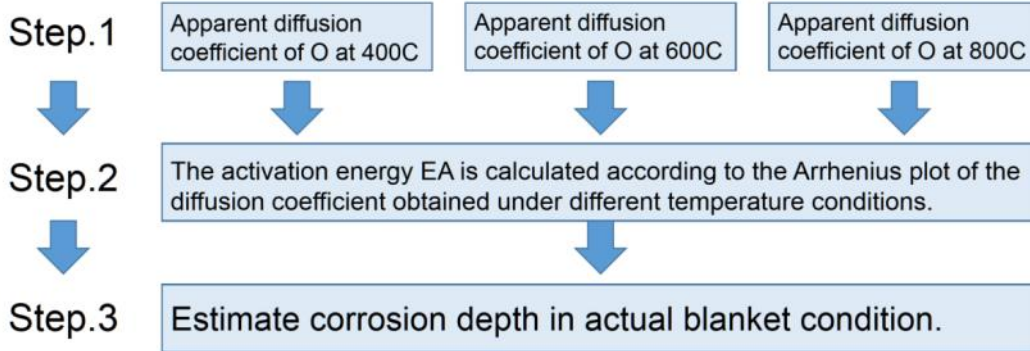 Step.1
Apparent diffusion
coefficient of O at 400C
Apparent diffusion
coefficient of O at 600C
Apparent diffusion
coefficient of O at 800C
Step.2
The activation energy EA is calculated according to the Arrhenius plot of the
diffusion coefficient obtained under different temperature conditions.
Step.3
Estimate corrosion depth in actual blanket condition.